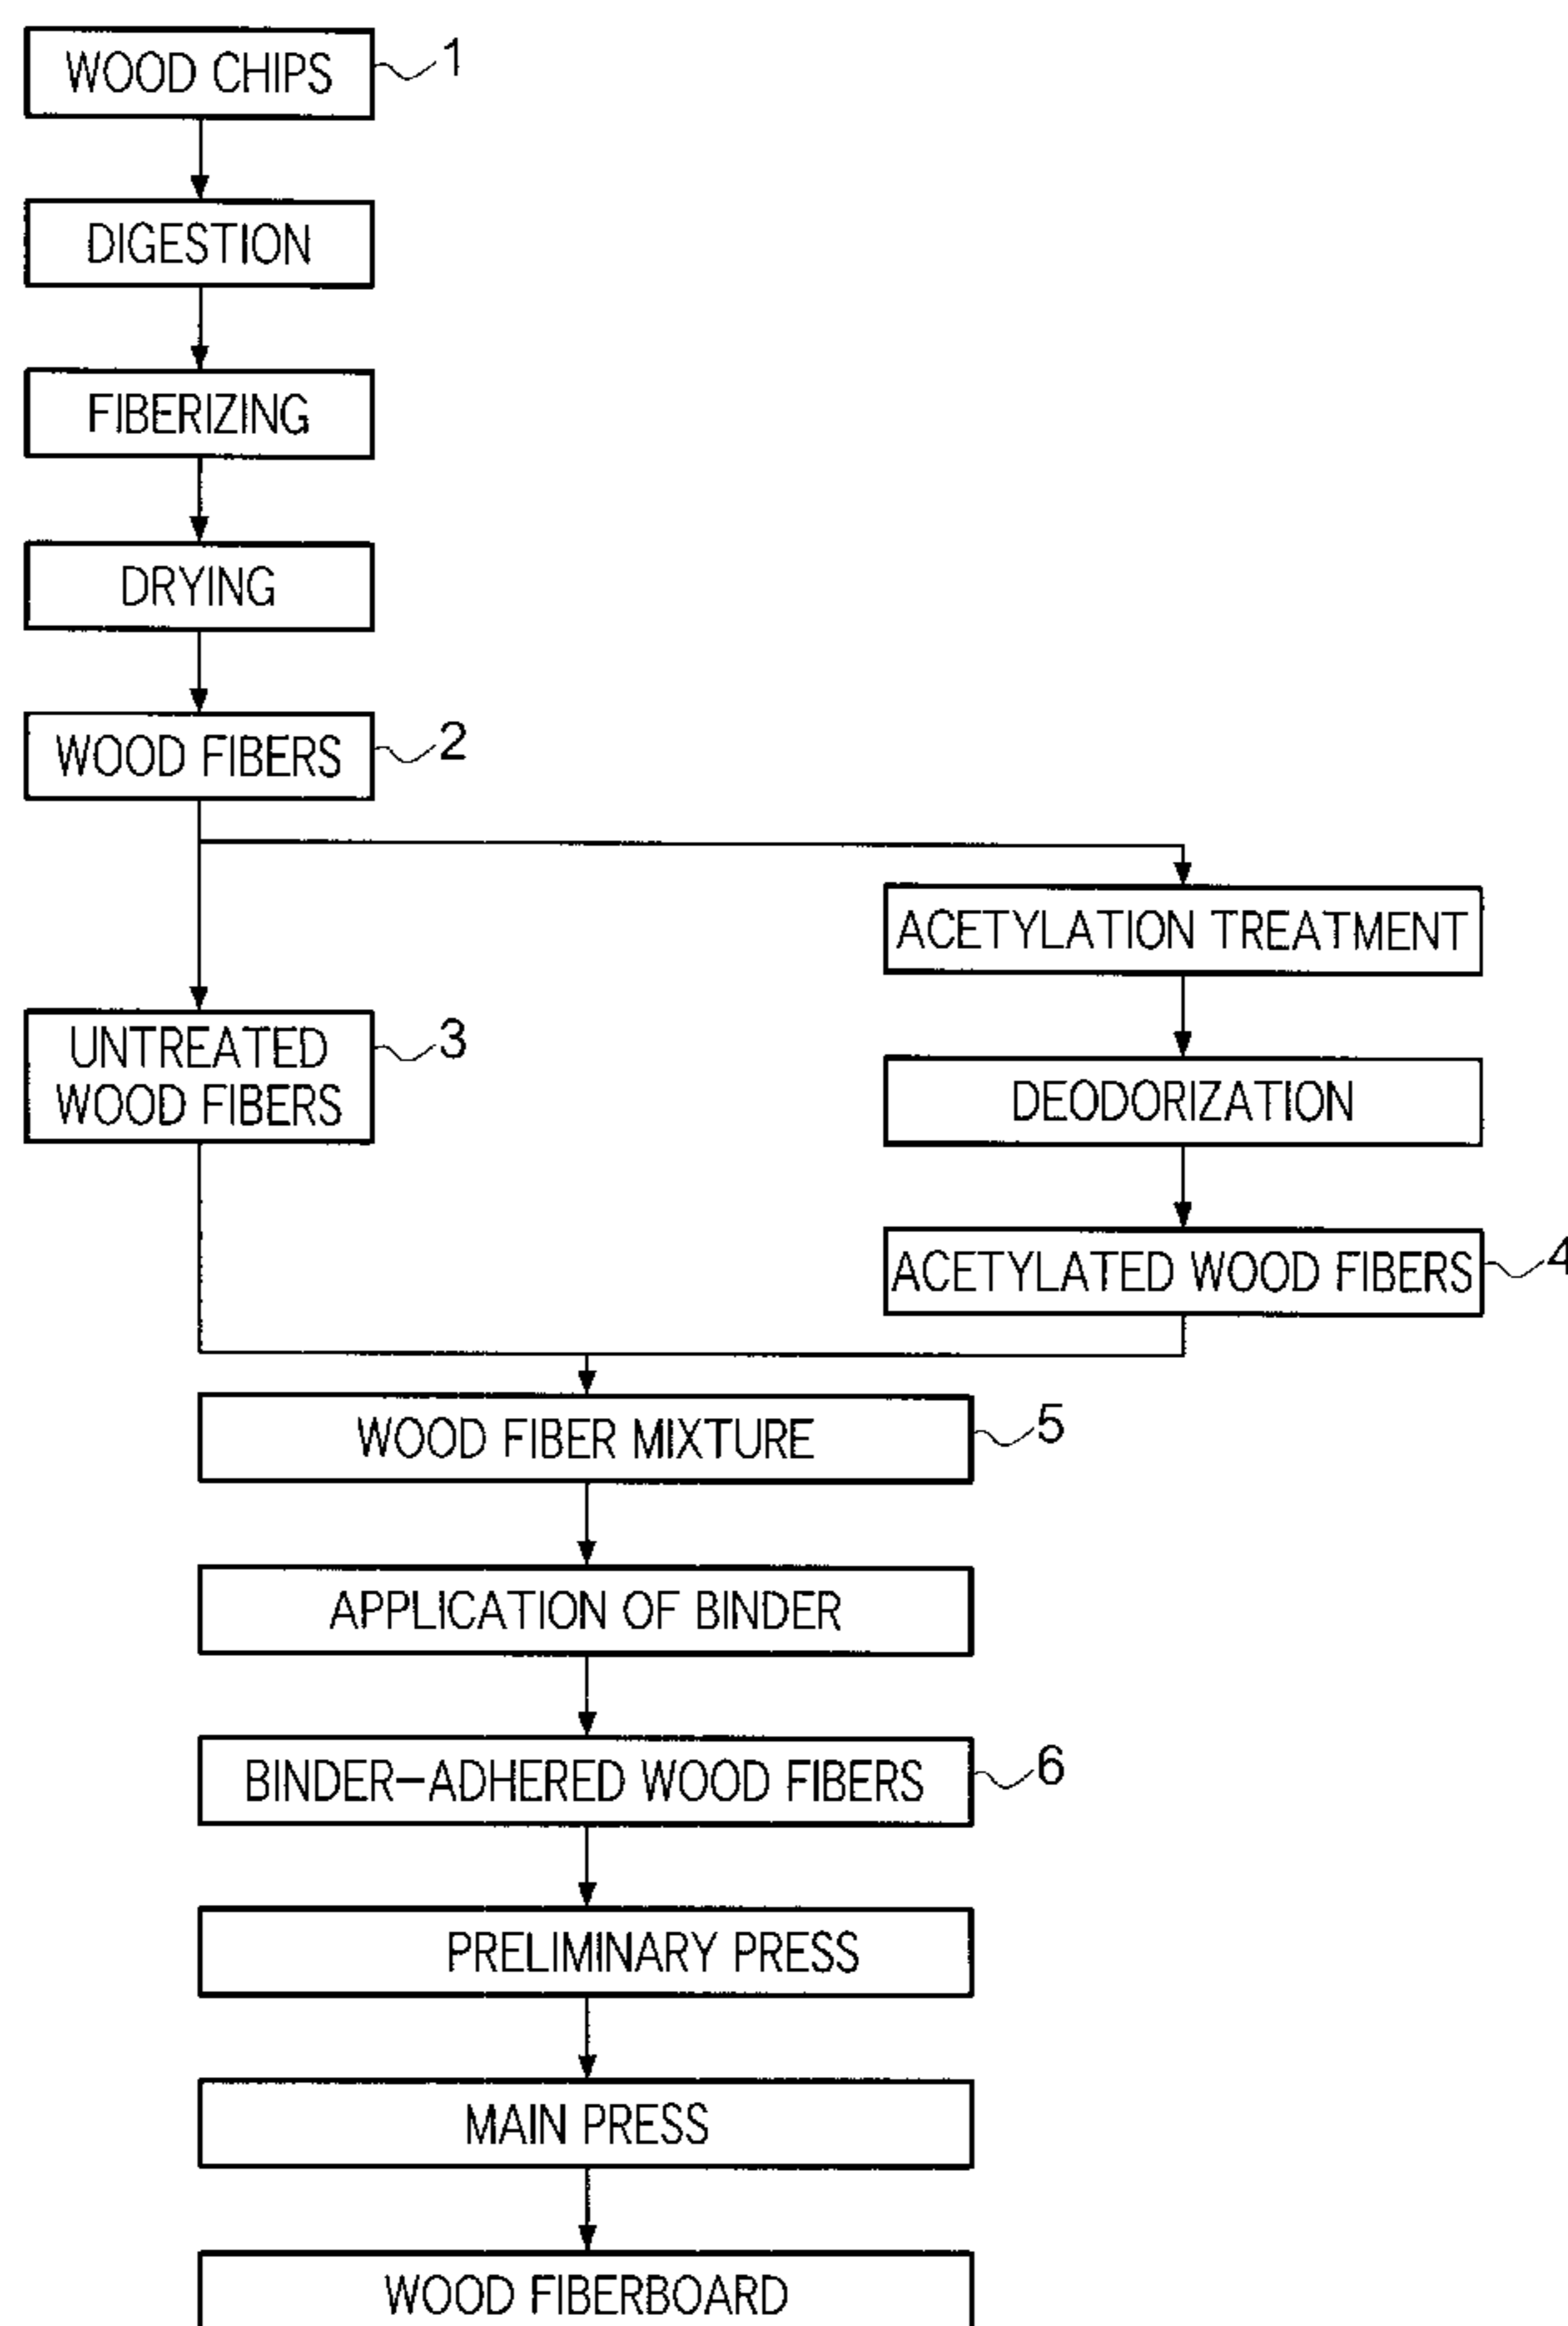 WOOD CHIPS 1
DIGESTION
FIBERIZING
DRYING
WOOD FIBERS 2
ACETYLATION TREATMENT
UNTREATED
WOOD FIBERS 3
DEODORIZATION
ACETYLATED WOOD FIBERS 4
WOOD FIBER MIXTURE 5
APPLICATION OF BINDER
BINDER-ADHERED WOOD FIBERS 6
PRELIMINARY PRESS
MAIN PRESS
WOOD FIBERBOARD